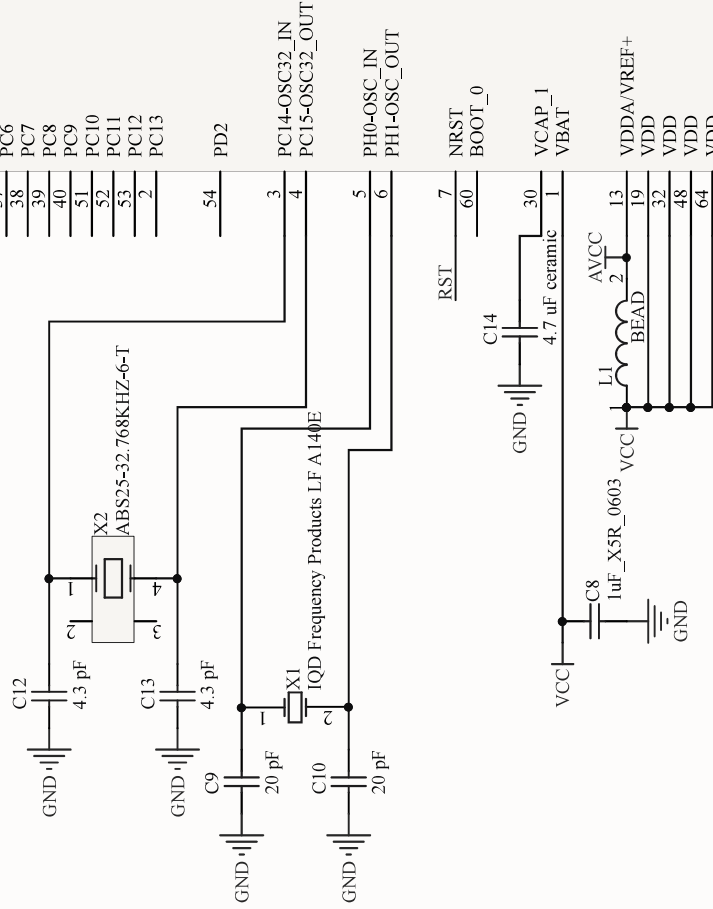 PC6
PC7
PC8
PC9
PC10
PC11
PC12
PC13
PD2
PC14-OSC32_IN
PC15-OSC32_OUT
PH0-OSC_IN
PH1-OSC_OUT
NRST
BOOT_0
VCAP_1
VBAT
VDDA/VREF+
VDD
VDD
VDD
VDD
38
39
40
51
52
53
2
54
3
4
5
6
7
60
30
1
13
19
32
48
64
RST
C14
4.7 uF ceramic
GND
AVCC
2
L1
BEAD
1
VCC
X2
ABS25-32.768KHZ-6-T
1
4
2
3
C12
4.3 pF
GND
C13
4.3 pF
GND
X1
IQD Frequency Products LF A140E
1
2
C9
20 pF
GND
C10
20 pF
GND
C8
1uF_X5R_0603
GND
VCC